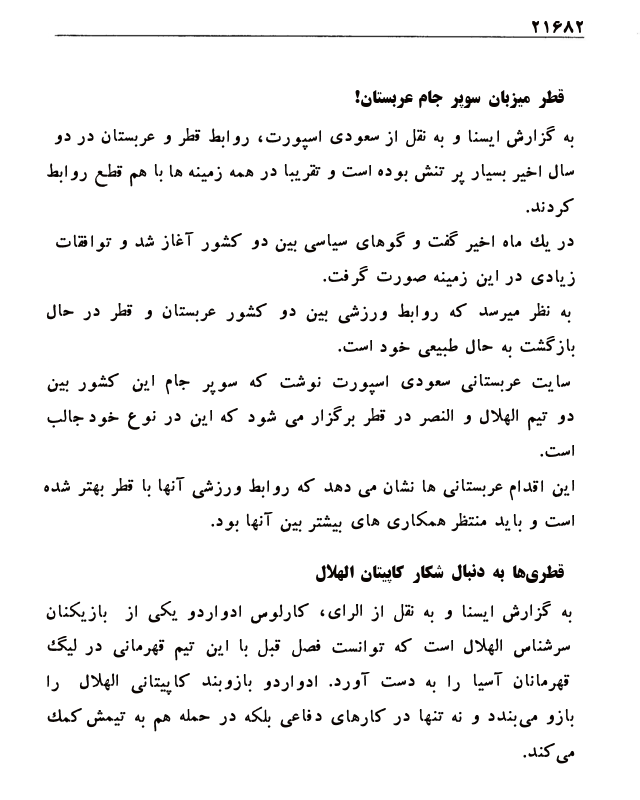 ۲۱۶۸۲
قطر میزبان سوپر جام عربستان!
به گزارش ایسنا و به نقل از سعودی اسپورت، روابط قطر و عربستان در دو
سال اخیر بسیار پر تنش بوده است و تقریبا در همه زمینه ها با هم قطع روابط
کردند.
در یك ماه اخیر گفت و گوهای سیاسی بین دو کشور آغاز شد و توافقات
زیادی در این زمینه صورت گرفت.
به نظر میرسد که روابط ورزشی بین دو کشور عربستان و قطر در حال
بازگشت به حال طبیعی خود است.
سایت عربستانی سعودی اسپورت نوشت که سوپر جام این کشور بین
دو تیم الهلال و النصر در قطر برگزار می شود که این در نوع خود جالب
است.
این اقدام عربستانی ها نشان می دهد که روابط ورزشی آنها با قطر بهتر شده
است و باید منتظر همکاری های بیشتر بین آنها بود.
قطری‌ها به دنبال شکار کاپیتان الهلال
به گزارش ایسنا و به نقل از الرای، کارلوس ادواردو یکی از بازیکنان
سرشناس الهلال است که توانست فصل قبل با این تیم قهرمانی در لیگ
قهرمانان آسیا را به دست آورد. ادواردو بازوبند کاپیتانی الهلال را
بازو می‌بندد و نه تنها در کارهای دفاعی بلکه در حمله هم به تیمش کمك
می‌کند.